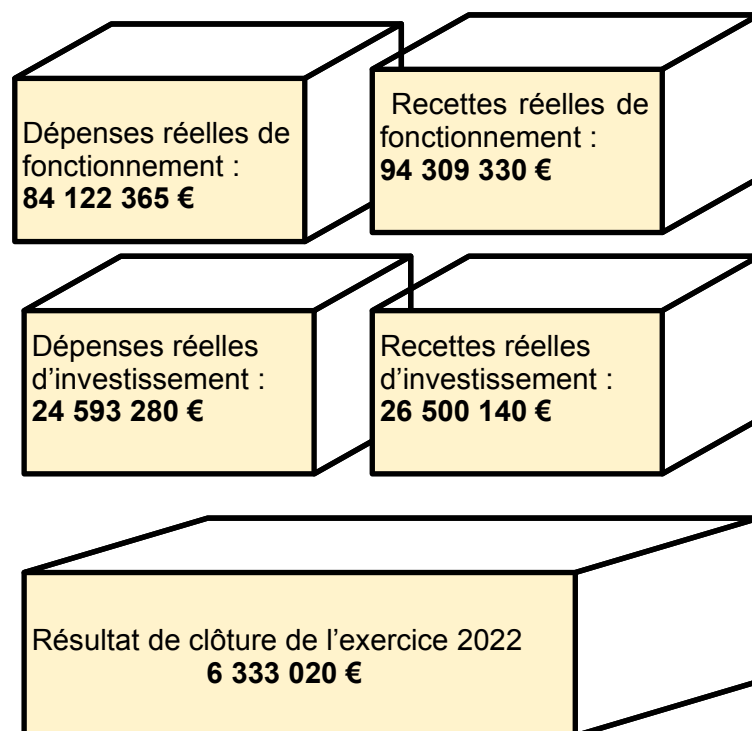 Dépenses réelles de
fonctionnement :
84 122 365 €
Recettes réelles de
fonctionnement :
94 309 330 €
Dépenses réelles
d’investissement :
24 593 280 €
Recettes réelles
d’investissement :
26 500 140 €
Résultat de clôture de l’exercice 2022
6 333 020 €